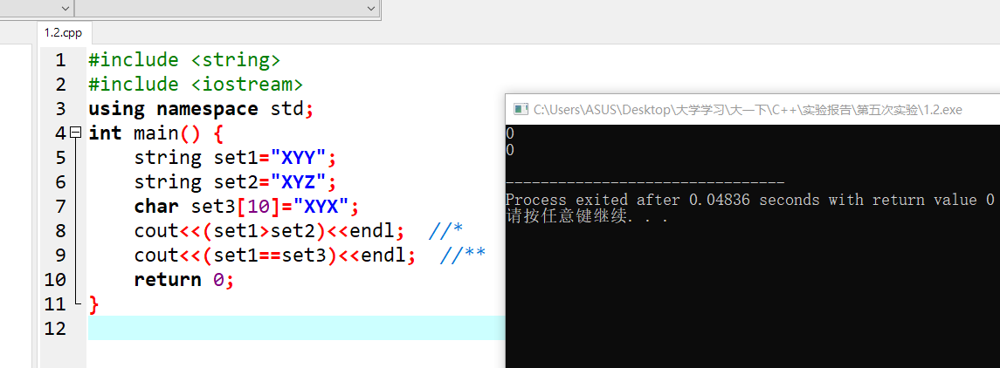 1.2.cpp
1 #include <string>
2 #include <iostream>
3 using namespace std;
4 int main() {
5 string set1="XYY";
6 string set2="XYZ";
7 char set3[10]="XYX";
8 cout<<(set1>set2)<<endl; //*
9 cout<<(set1==set3)<<endl; //**
10 return 0;
11 }
12
C:\Users\ASUS\Desktop\大学学习\大一下\C++\实验报告\第五次实验\1.2.exe
0
0
--------------------------------
Process exited after 0.04836 seconds with return value 0
请按任意键继续. . .